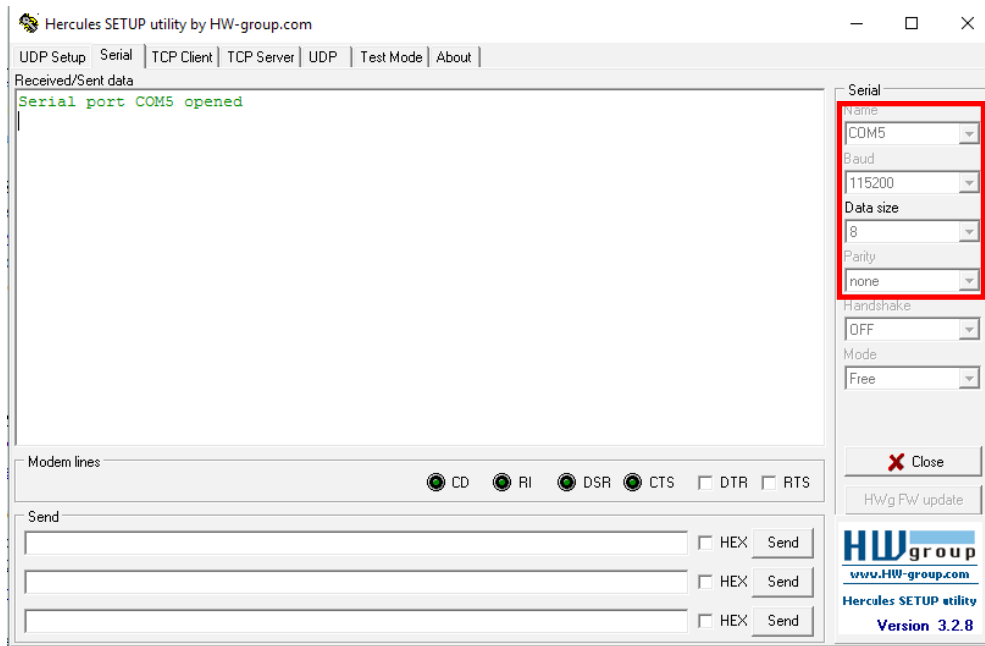 Hercules SETUP utility by HW-group.com
UDP Setup Serial TCP Client TCP Server UDP Test Mode About
Received/Sent data
Serial port COM5 opened
Serial
Name
COM5
Baud
115200
Data size
8
Parity
none
Handshake
OFF
Mode
Free
Modem lines
CD RI DSR CTS DTR RTS
Close
HWg FW update
Send
HEX Send
HEX Send
HEX Send
HW group
www.HW-group.com
Hercules SETUP utility
Version 3.2.8